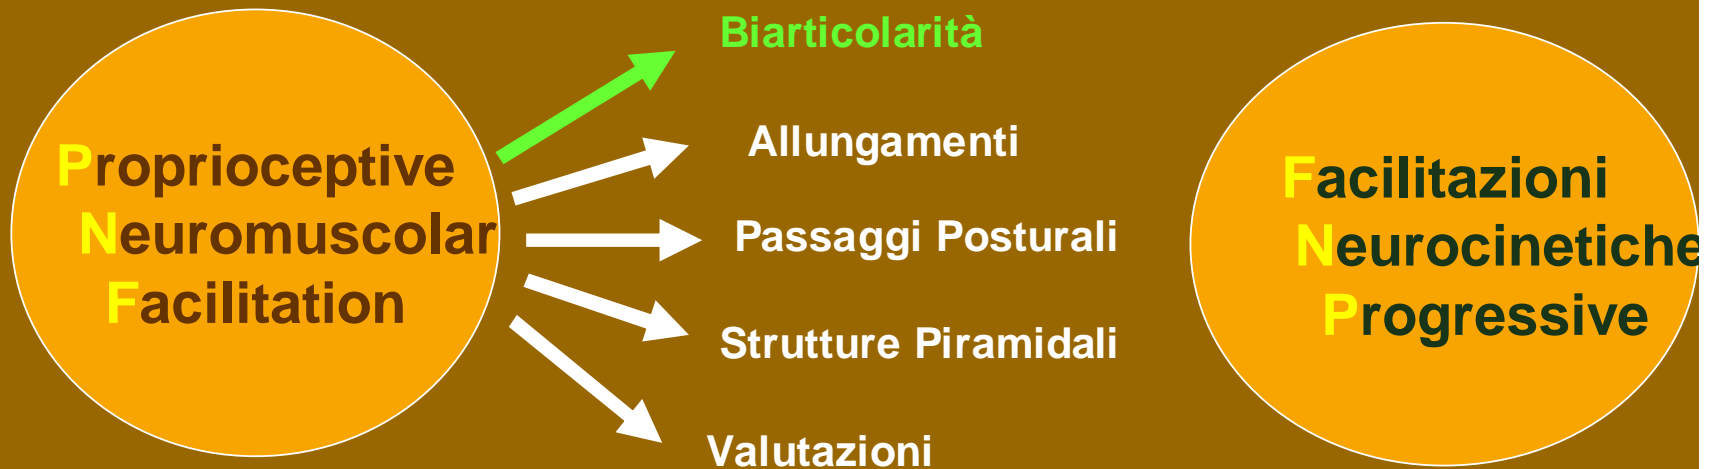 Proprioceptive
Neuromuscolar
Facilitation
Biarticolarità
Allungamenti
Passaggi Posturali
Strutture Piramidali
Valutazioni
Facilitazioni
Neurocinetiche
Progressive